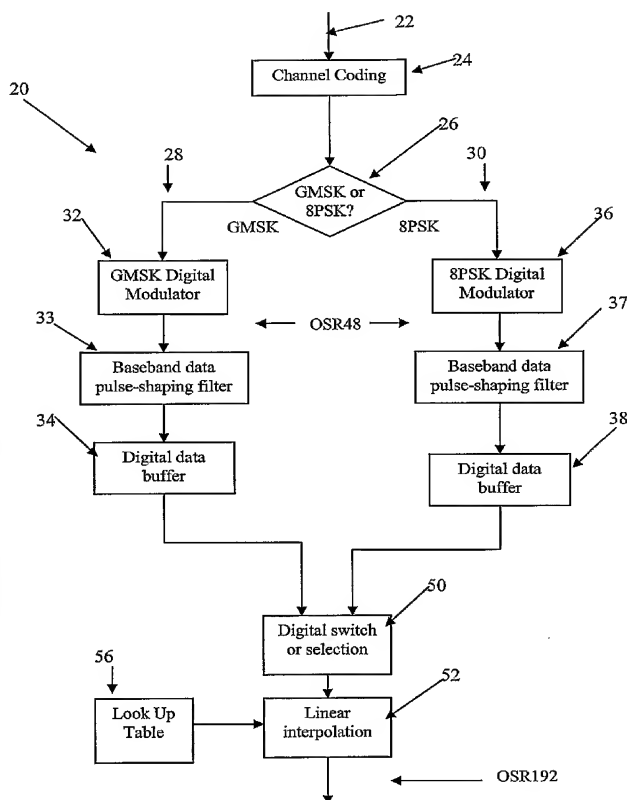 22
Channel Coding
24
20
26
28
30
GMSK or
8PSK?
GMSK
8PSK
32
36
GMSK Digital
Modulator
8PSK Digital
Modulator
33
OSR48
37
Baseband data
pulse-shaping filter
Baseband data
pulse-shaping filter
34
38
Digital data
buffer
Digital data
buffer
50
Digital switch
or selection
56
52
Look Up
Table
Linear
interpolation
OSR192